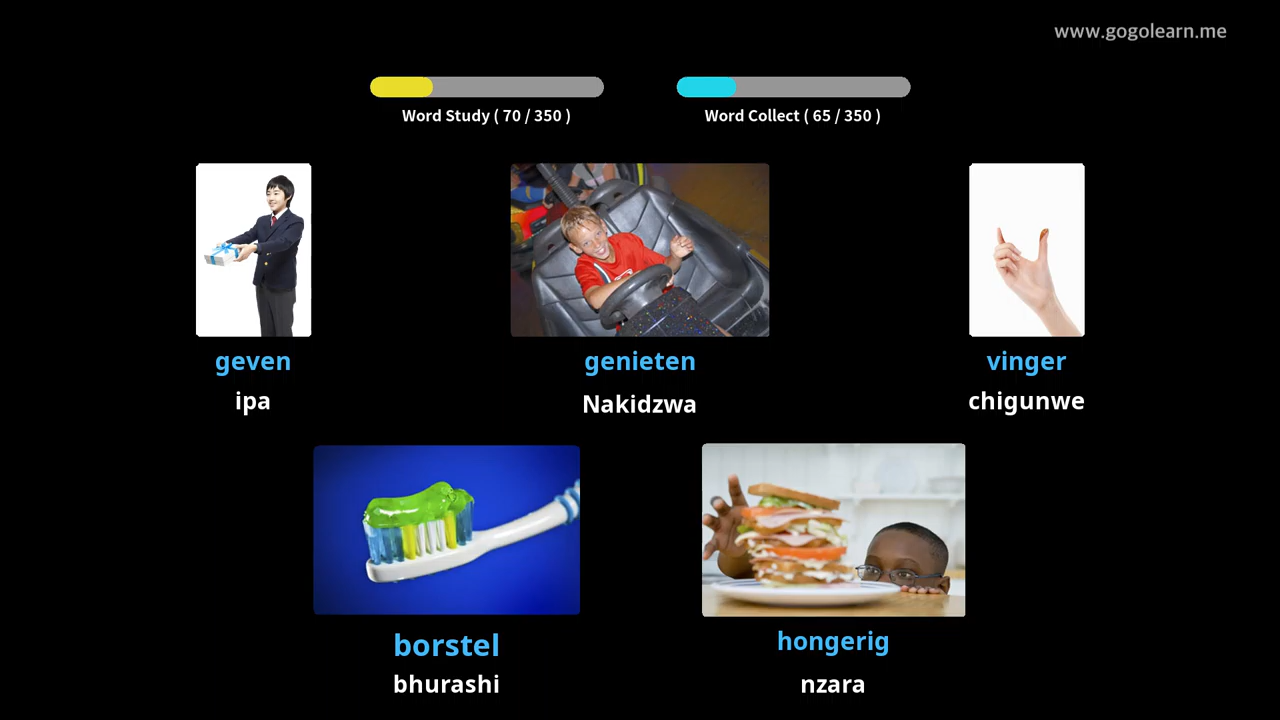 www.gogolearn.me
Word Study ( 70 / 350 )
Word Collect ( 65 / 350 )
geven
ipa
genieten
Nakidzwa
vinger
chigunwe
borstel
bhurashi
hongerig
nzara